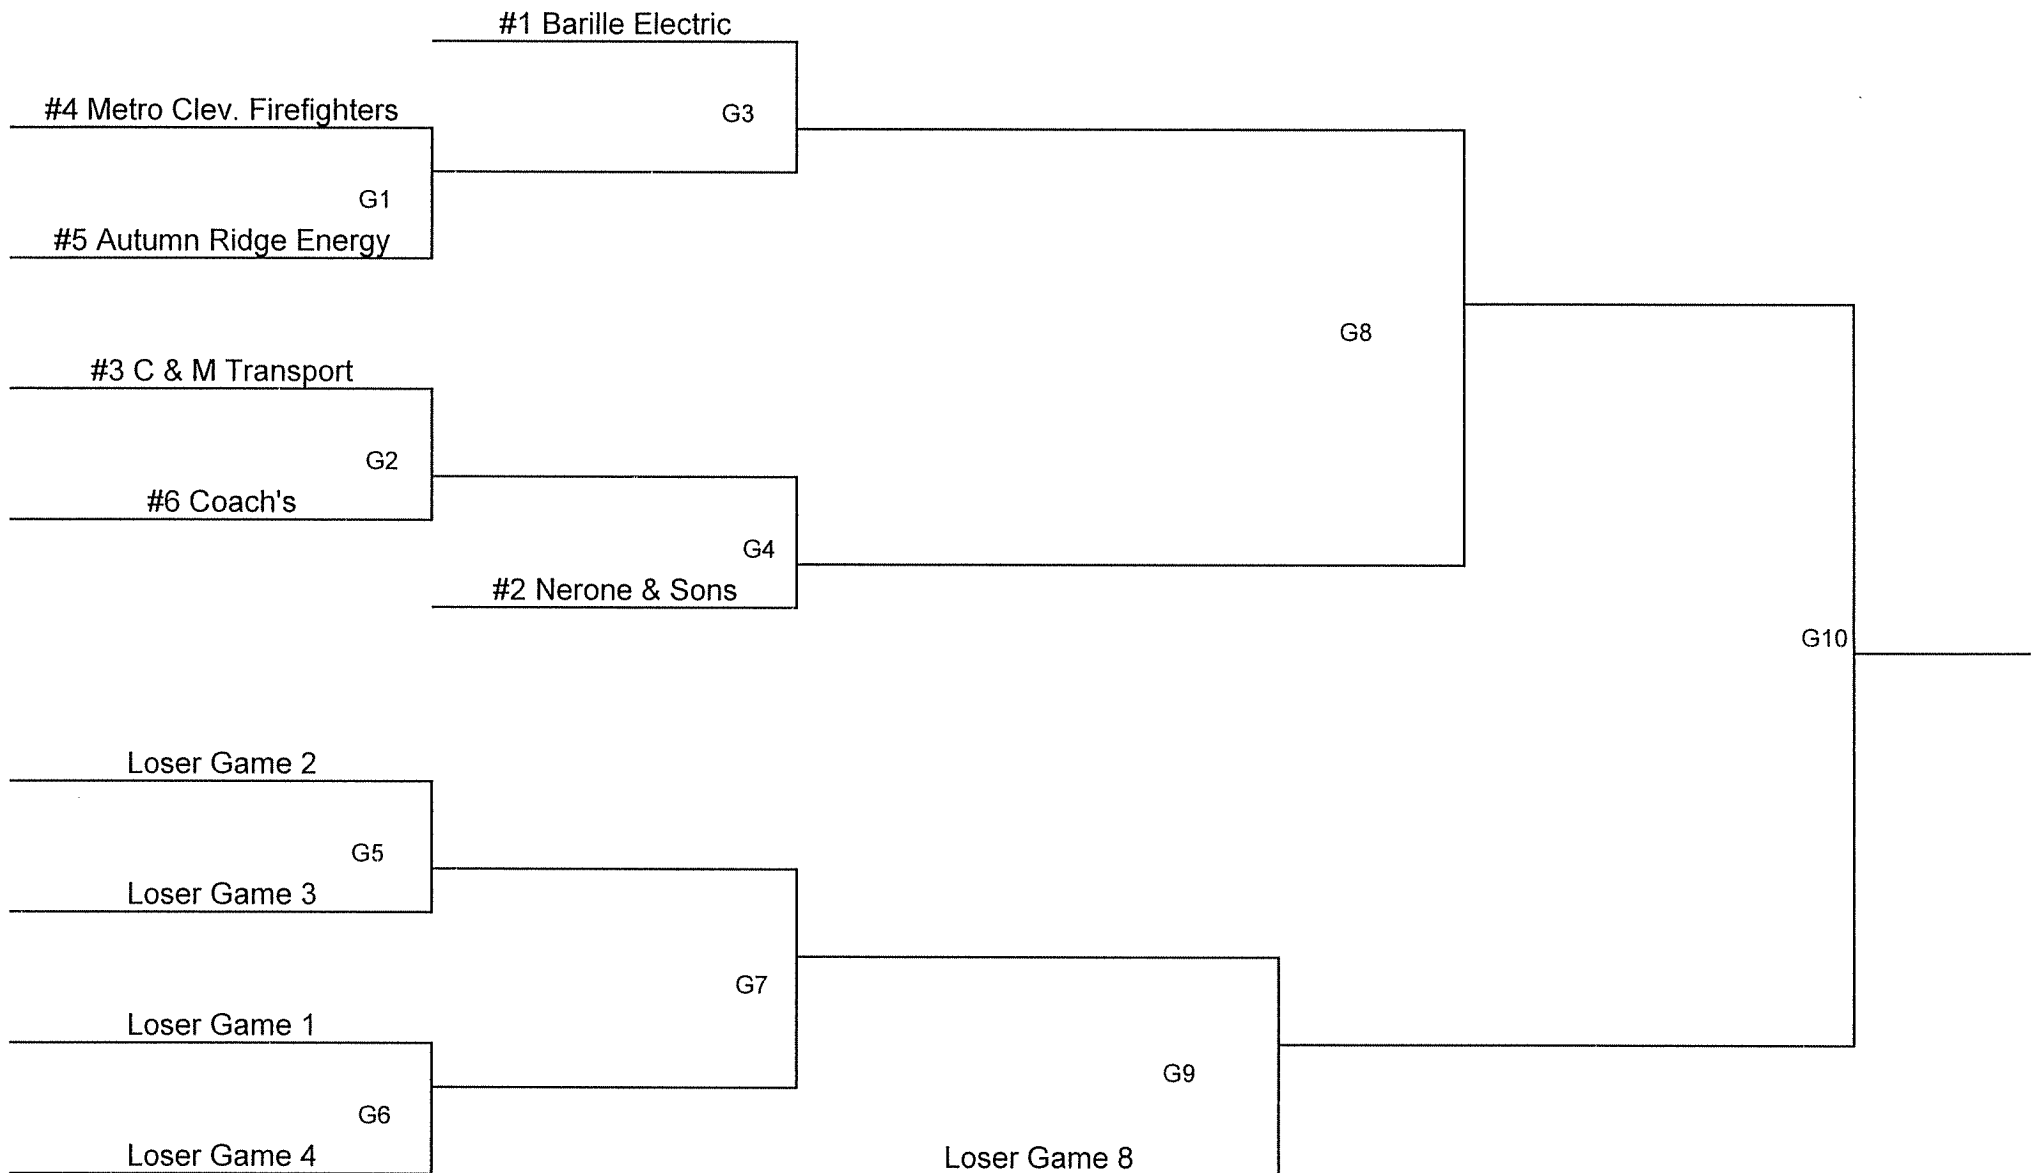 #1 Barille Electric
#4 Metro Clev. Firefighters
G3
G1
#5 Autumn Ridge Energy
G8
#3 C & M Transport
G2
#6 Coach's
G4
#2 Nerone & Sons
G10
Loser Game 2
G5
Loser Game 3
G7
Loser Game 1
G9
G6
Loser Game 4
Loser Game 8